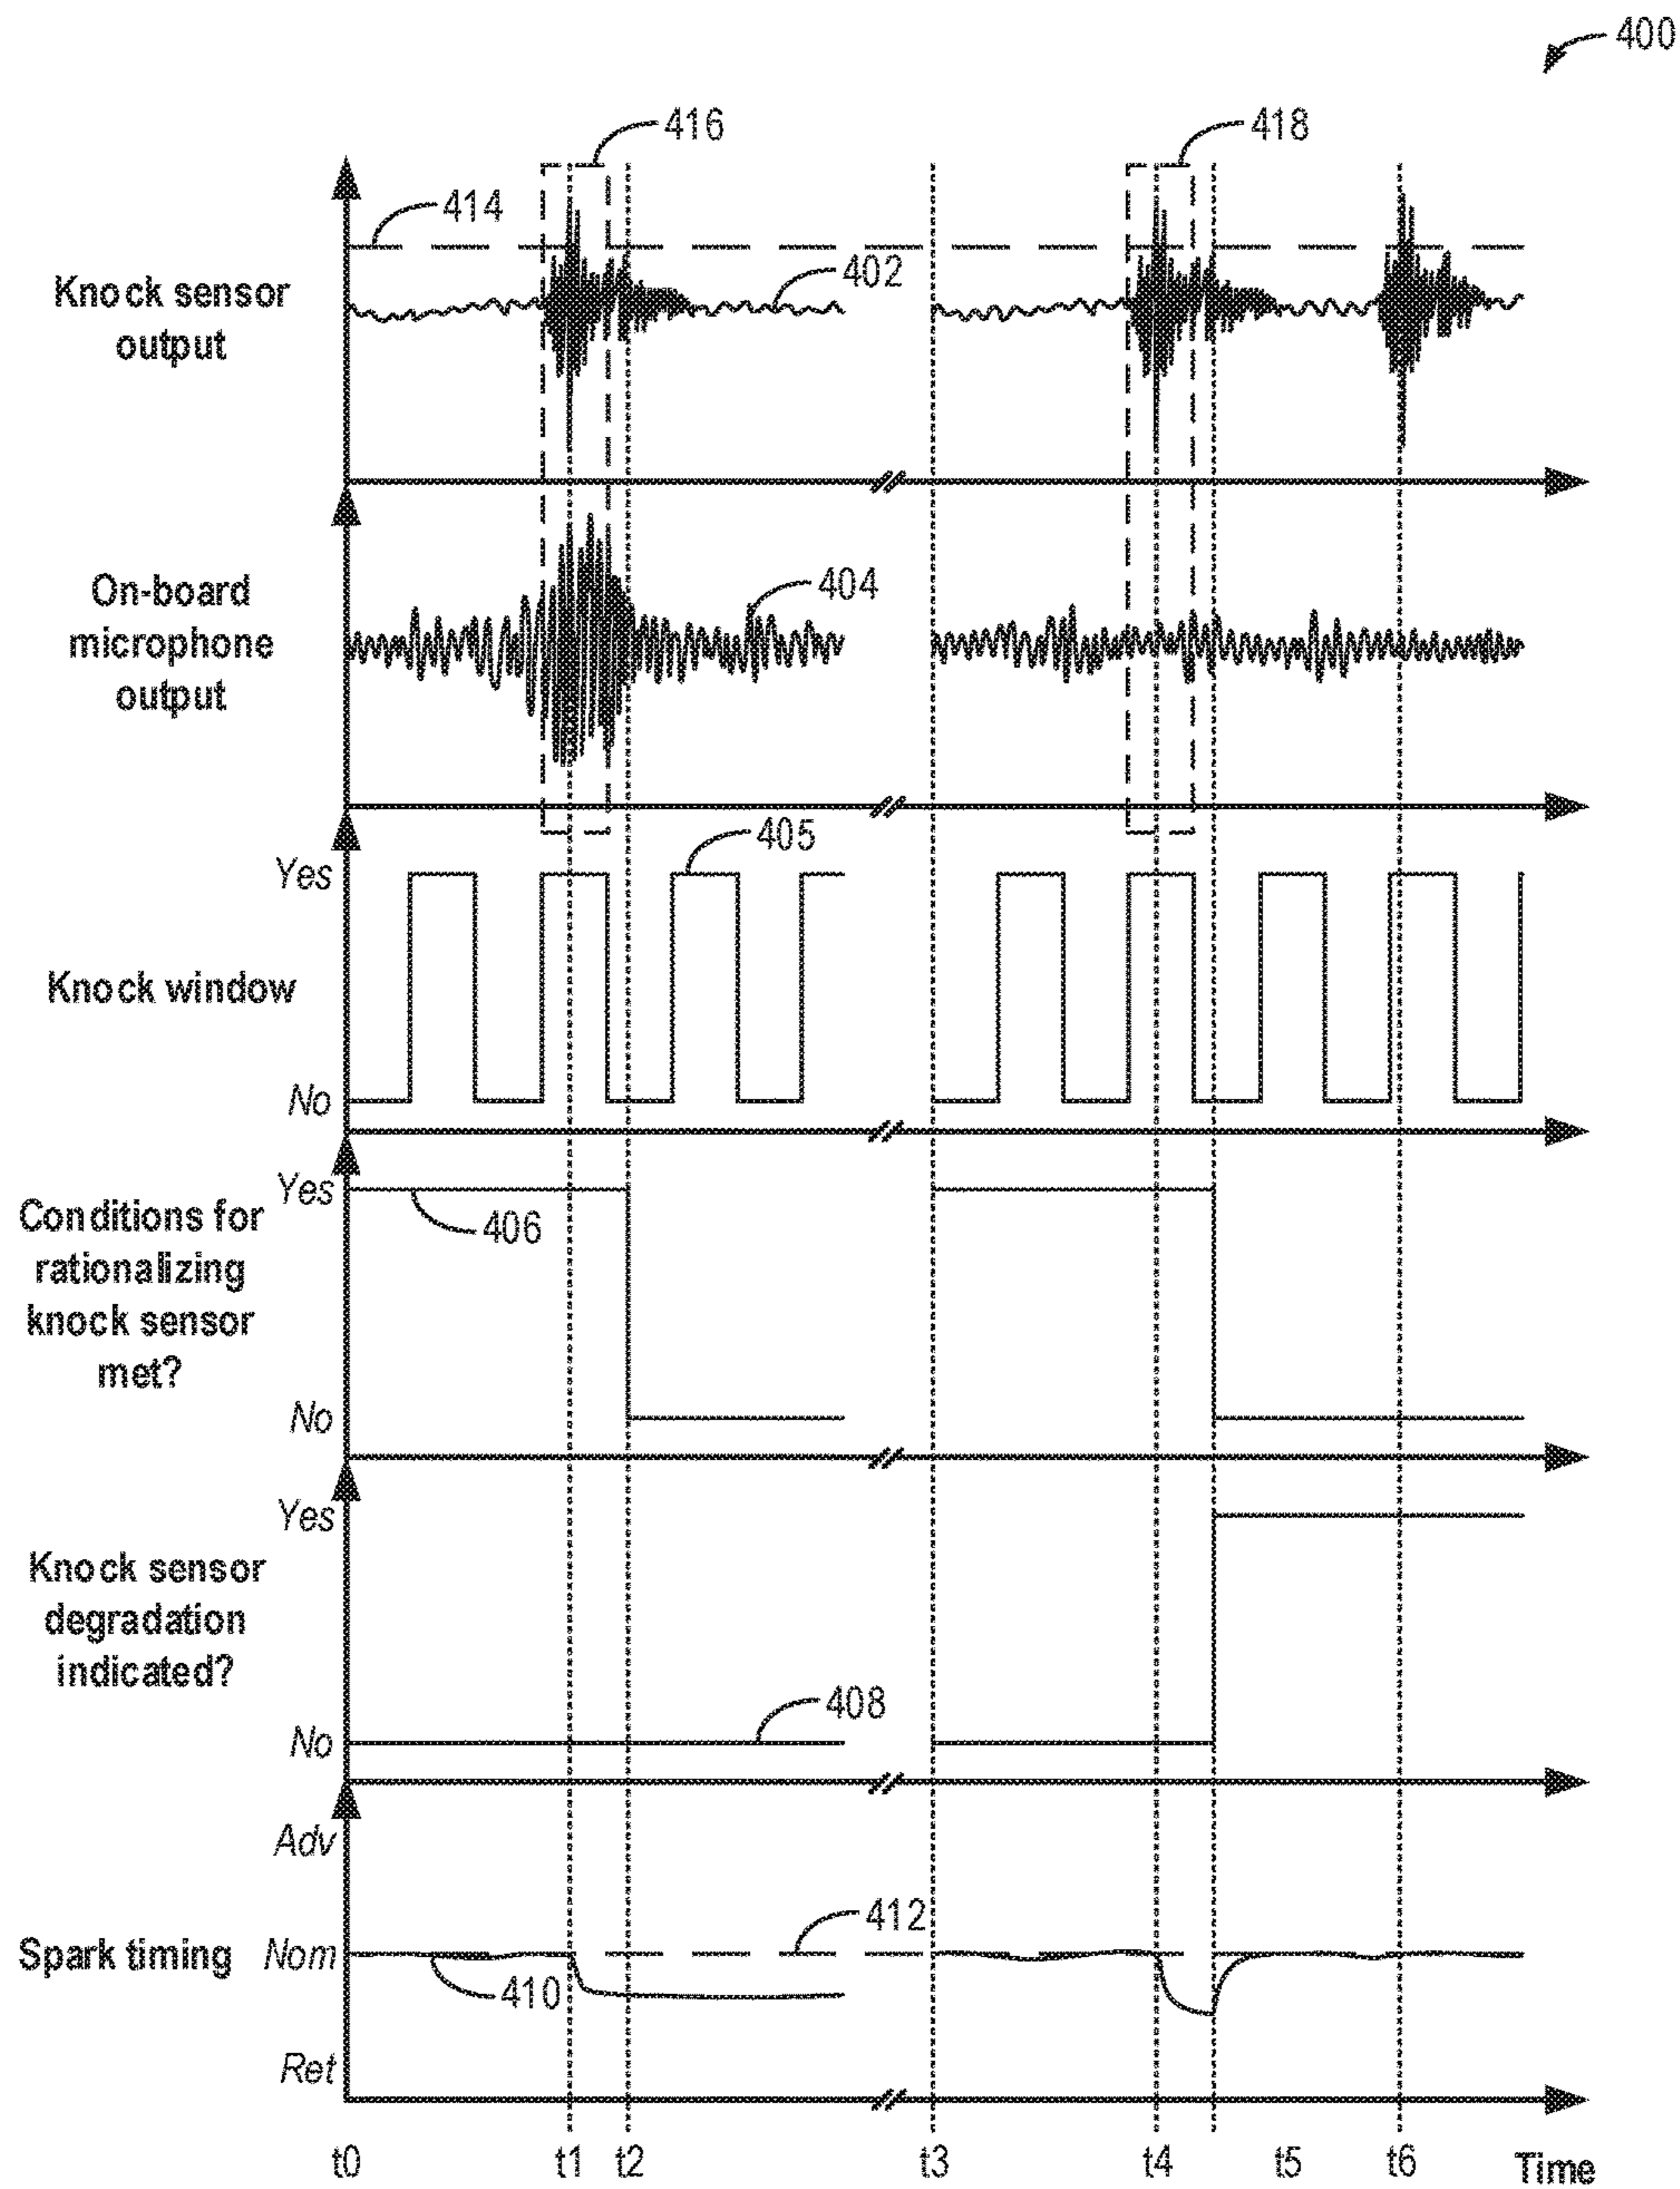 400
416
418
414
402
Knock sensor
output
404
On-board
microphone
output
405
Yes
Knock window
No
Yes
406
Conditions for
rationalizing
knock sensor
met?
No
Yes
Knock sensor
degradation
indicated?
408
No
Adv
412
Spark timing
Nom
410
Ret
t0
t1
t2
t3
t4
t5
t6
Time